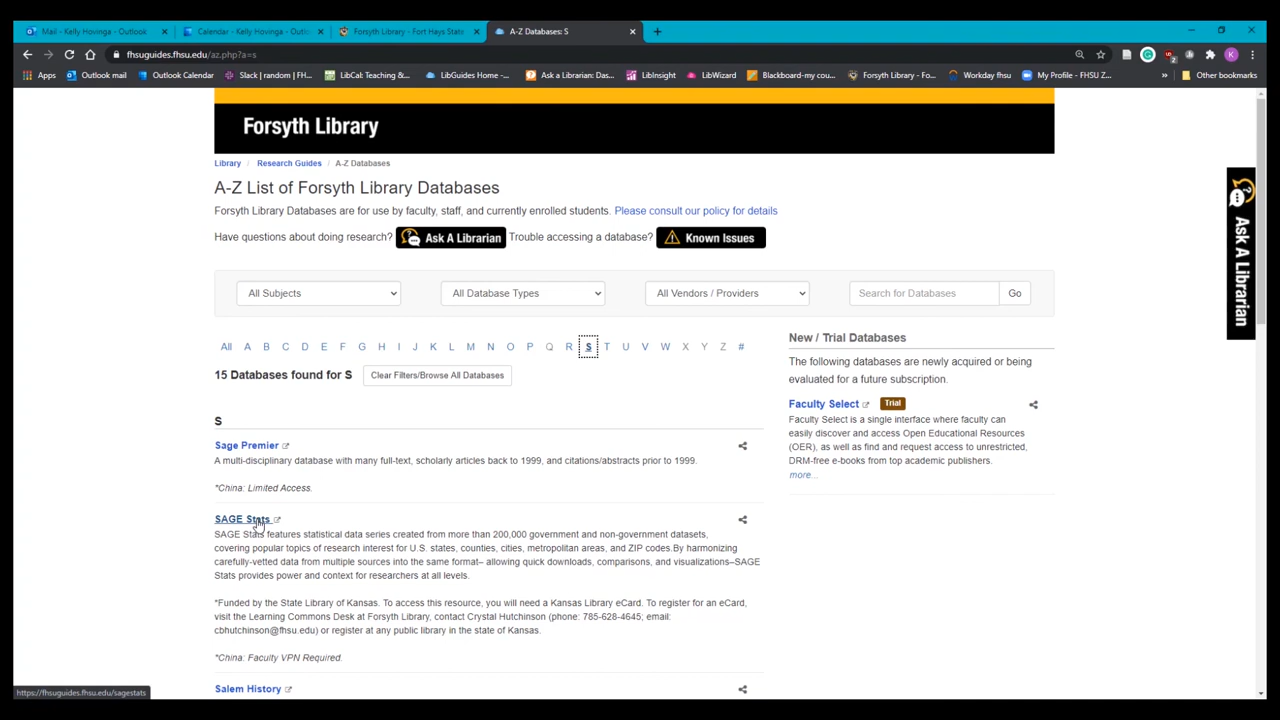 Mail - Kelly Hovinga - Outlook
Calendar - Kelly Hovinga - Outlo
Forsyth Library - Fort Hays State
A-Z Databases: S
fhsuguides.fhsu.edu/az.php?a=s
Apps
Outlook mail
Outlook Calendar
Slack | random | FH...
LibCal: Teaching &...
LibGuides Home -...
Ask a Librarian: Das...
LibInsight
LibWizard
Blackboard-my cou...
Forsyth Library - Fo...
Workday fhsu
My Profile - FHSU Z...
Other bookmarks
Forsyth Library
Library / Research Guides / A-Z Databases
A-Z List of Forsyth Library Databases
Forsyth Library Databases are for use by faculty, staff, and currently enrolled students. Please consult our policy for details
Have questions about doing research? Ask A Librarian Trouble accessing a database? Known Issues
Ask A Librarian
All Subjects
All Database Types
All Vendors / Providers
Search for Databases
Go
All A B C D E F G H I J K L M N O P Q R S T U V W X Y Z #
15 Databases found for S
Clear Filters/Browse All Databases
S
Sage Premier
A multi-disciplinary database with many full-text, scholarly articles back to 1999, and citations/abstracts prior to 1999.
*China: Limited Access.
SAGE Stats
SAGE Stats features statistical data series created from more than 200,000 government and non-government datasets,
covering popular topics of research interest for U.S. states, counties, cities, metropolitan areas, and ZIP codes.By harmonizing
carefully-vetted data from multiple sources into the same format– allowing quick downloads, comparisons, and visualizations–SAGE
Stats provides power and context for researchers at all levels.
*Funded by the State Library of Kansas. To access this resource, you will need a Kansas Library eCard. To register for an eCard,
visit the Learning Commons Desk at Forsyth Library, contact Crystal Hutchinson (phone: 785-628-4645; email:
cbhutchinson@fhsu.edu) or register at any public library in the state of Kansas.
*China: Faculty VPN Required.
Salem History
New / Trial Databases
The following databases are newly acquired or being
evaluated for a future subscription.
Faculty Select Trial
Faculty Select is a single interface where faculty can
easily discover and access Open Educational Resources
(OER), as well as find and request access to unrestricted,
DRM-free e-books from top academic publishers.
more...
https://fhsuguides.fhsu.edu/sagestats